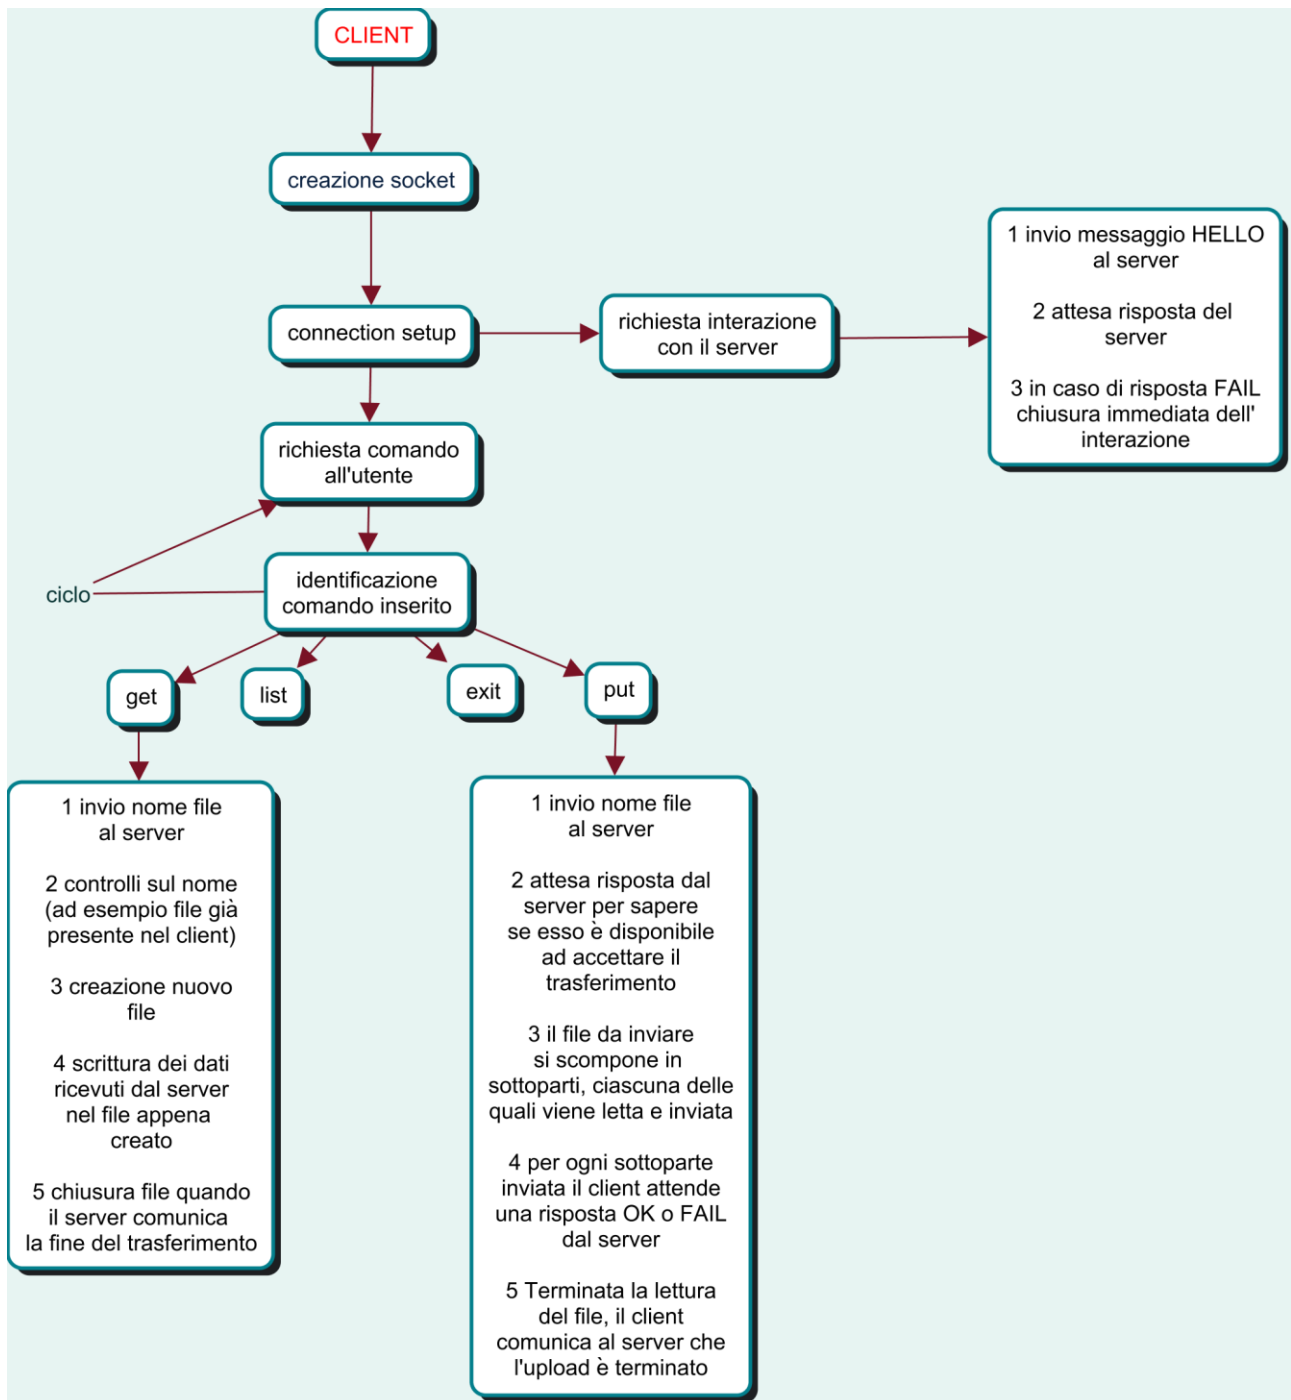 CLIENT
creazione socket
connection setup
richiesta interazione
con il server
1 invio messaggio HELLO
al server
2 attesa risposta del
server
3 in caso di risposta FAIL
chiusura immediata dell'
interazione
richiesta comando
all'utente
ciclo
identificazione
comando inserito
get
list
exit
put
1 invio nome file
al server
2 controlli sul nome
(ad esempio file già
presente nel client)
3 creazione nuovo
file
4 scrittura dei dati
ricevuti dal server
nel file appena
creato
5 chiusura file quando
il server comunica
la fine del trasferimento
1 invio nome file
al server
2 attesa risposta dal
server per sapere
se esso è disponibile
ad accettare il
trasferimento
3 il file da inviare
si scompone in
sottoparti, ciascuna delle
quali viene letta e inviata
4 per ogni sottoparte
inviata il client attende
una risposta OK o FAIL
dal server
5 Terminata la lettura
del file, il client
comunica al server che
l'upload è terminato